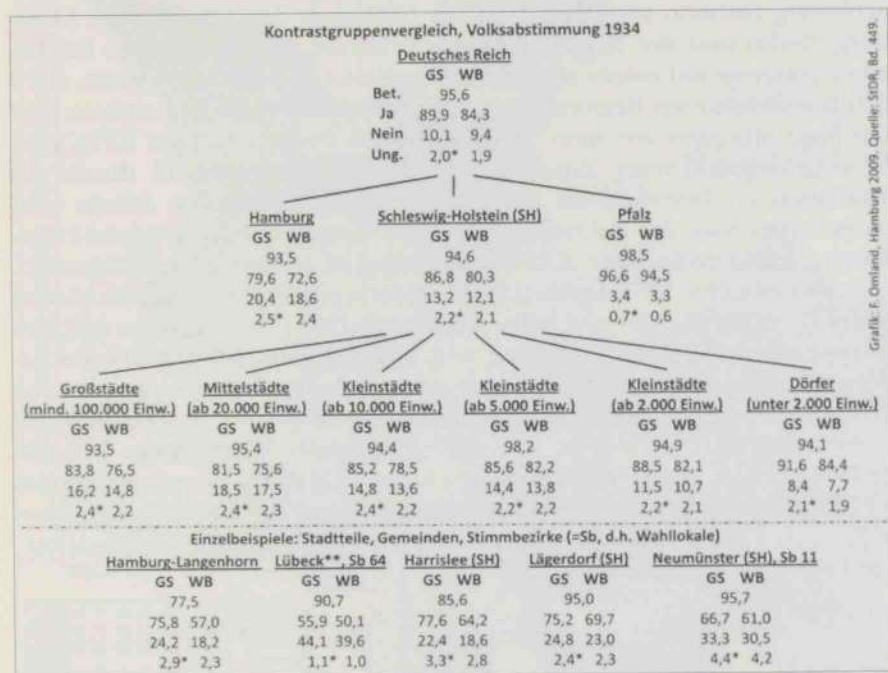 Kontrastgruppenvergleich, Volksabstimmung 1934
Deutsches Reich
GS WB
Bet. 95,6
Ja 89,9 84,3
Nein 10,1 9,4
Ung. 2,0* 1,9
Hamburg Schleswig-Holstein (SH) Pfalz
GS WB GS WB GS WB
93,5 94,6 98,5
79,6 72,6 86,8 80,3 96,6 94,5
20,4 18,6 13,2 12,1 3,4 3,3
2,5* 2,4 2,2* 2,1 0,7* 0,6
Großstädte Mittelstädte Kleinstädte Kleinstädte Kleinstädte Dörfer
(mind. 100.000 Einw.) (ab 20.000 Einw.) (ab 10.000 Einw.) (ab 5.000 Einw.) (ab 2.000 Einw.) (unter 2.000 Einw.)
GS WB GS WB GS WB GS WB GS WB GS WB
93,5 95,4 94,4 98,2 94,9 94,1
83,8 76,5 81,5 75,6 85,2 78,5 85,6 82,2 88,5 82,1 91,6 84,4
16,2 14,8 18,5 17,5 14,8 13,6 14,4 13,8 11,5 10,7 8,4 7,7
2,4* 2,2 2,4* 2,3 2,4* 2,2 2,2* 2,2 2,2* 2,1 2,1* 1,9
Einzelbeispiele: Stadtteile, Gemeinden, Stimmbezirke (=Sb, d.h. Wahllokale)
Hamburg-Langenhorn Lübeck**, Sb 64 Harrislee (SH) Lägerdorf (SH) Neumünster (SH), Sb 11
GS WB GS WB GS WB GS WB GS WB
77,5 90,7 85,6 95,0 95,7
75,8 57,0 55,9 50,1 77,6 64,2 75,2 69,7 66,7 61,0
24,2 18,2 44,1 39,6 22,4 18,6 24,8 23,0 33,3 30,5
2,9* 2,3 1,1* 1,0 3,3* 2,8 2,4* 2,3 4,4* 4,2
Grafik: F. Omland, Hamburg 2009. Quelle: StDR, Bd. 449.